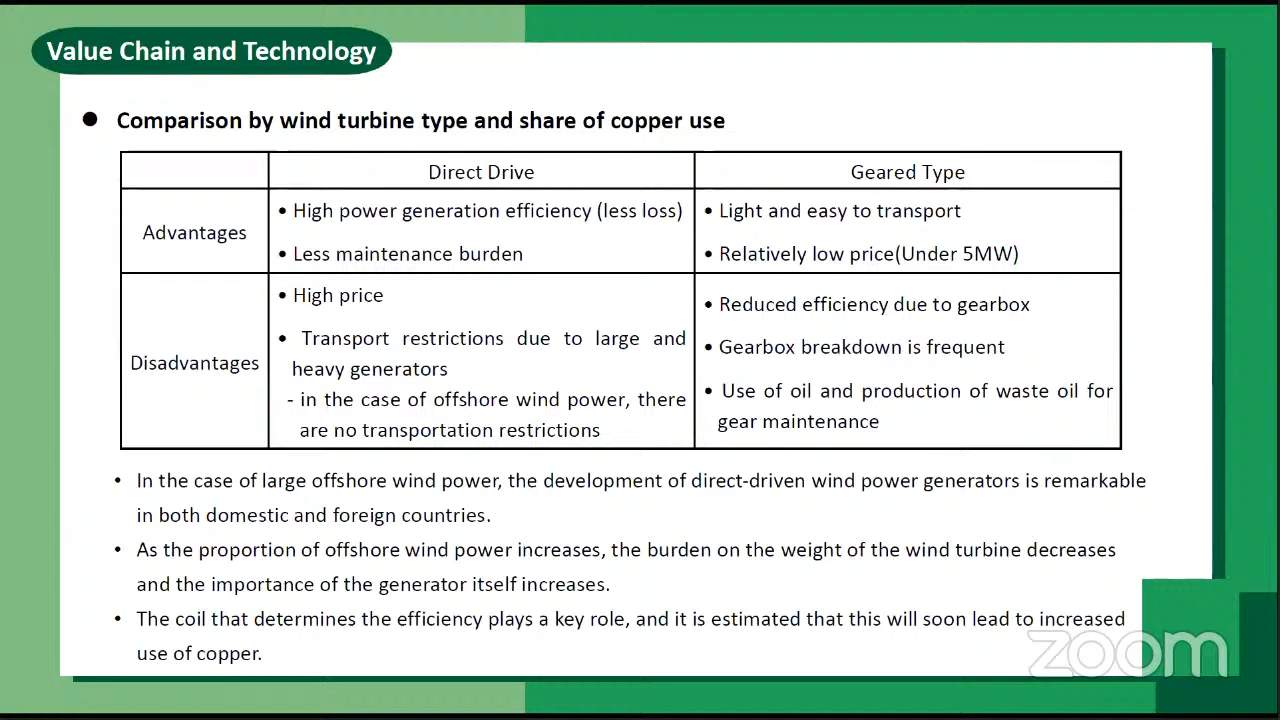 Value Chain and Technology
● Comparison by wind turbine type and share of copper use
Direct Drive
Geared Type
Advantages
• High power generation efficiency (less loss)
• Less maintenance burden
• Light and easy to transport
• Relatively low price(Under 5MW)
Disadvantages
• High price
• Transport restrictions due to large and
heavy generators
- in the case of offshore wind power, there
are no transportation restrictions
• Reduced efficiency due to gearbox
• Gearbox breakdown is frequent
• Use of oil and production of waste oil for
gear maintenance
• In the case of large offshore wind power, the development of direct-driven wind power generators is remarkable
in both domestic and foreign countries.
• As the proportion of offshore wind power increases, the burden on the weight of the wind turbine decreases
and the importance of the generator itself increases.
• The coil that determines the efficiency plays a key role, and it is estimated that this will soon lead to increased
use of copper.
zoom